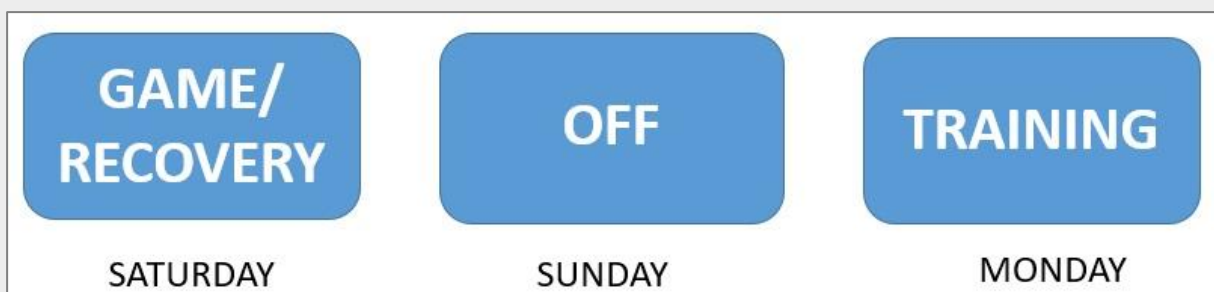 GAME/
RECOVERY
OFF
TRAINING
SATURDAY
SUNDAY
MONDAY